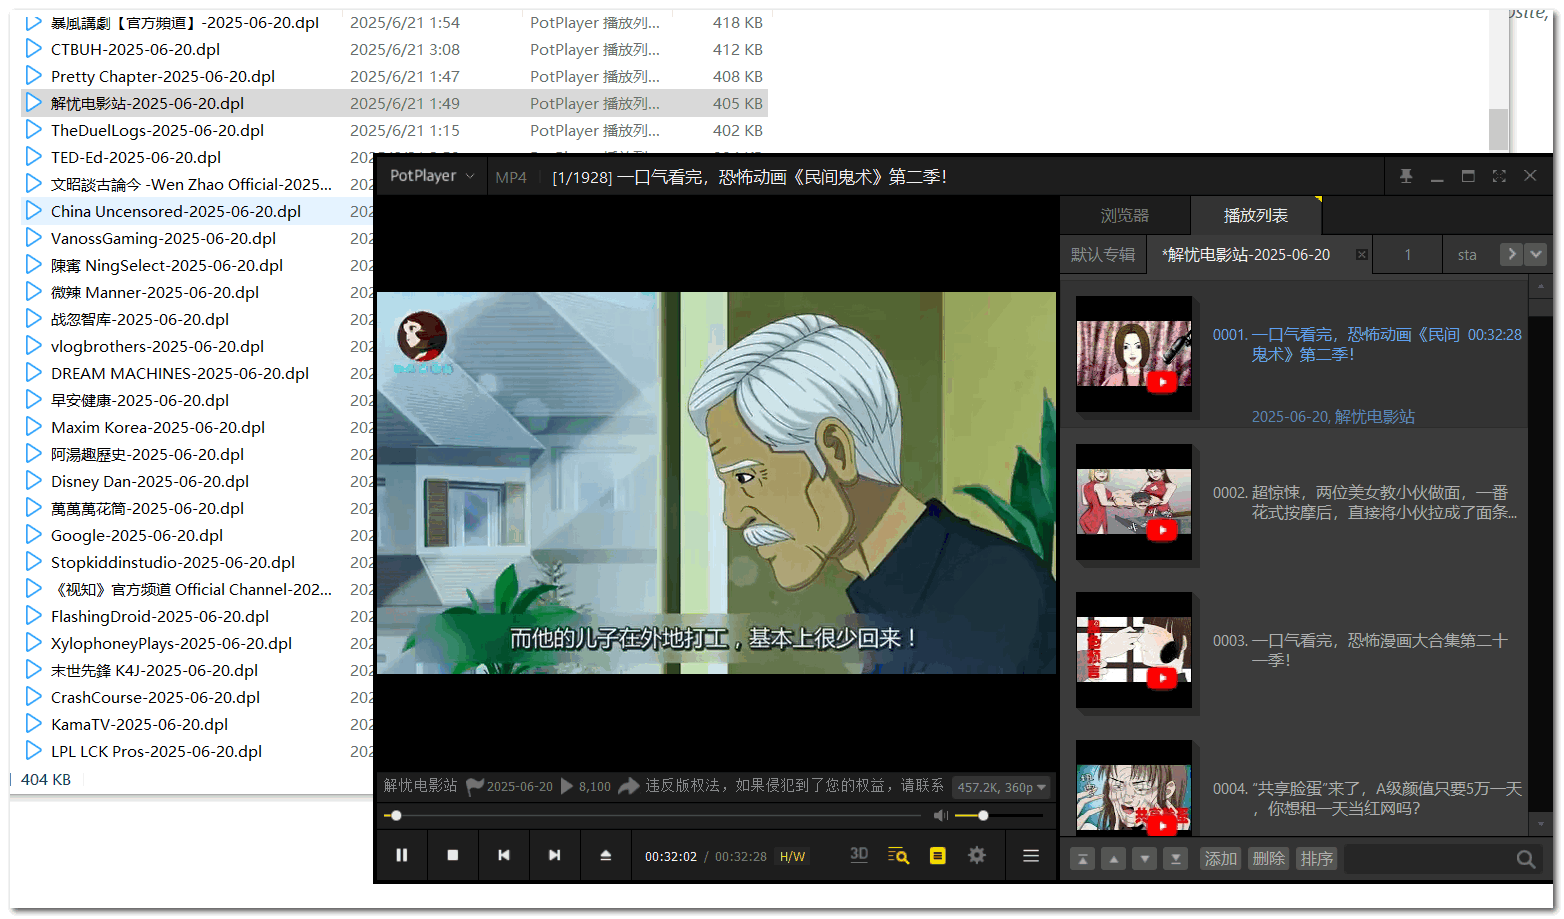 暴風講劇【官方頻道】-2025-06-20.dpl 2025/6/21 1:54 PotPlayer 播放列... 418 KB
CTBUH-2025-06-20.dpl 2025/6/21 3:08 PotPlayer 播放列... 412 KB
Pretty Chapter-2025-06-20.dpl 2025/6/21 1:47 PotPlayer 播放列... 408 KB
解忧电影站-2025-06-20.dpl 2025/6/21 1:49 PotPlayer 播放列... 405 KB
TheDuelLogs-2025-06-20.dpl 2025/6/21 1:15 PotPlayer 播放列... 402 KB
TED-Ed-2025-06-20.dpl 202
文昭談古論今 -Wen Zhao Official-2025... 202
China Uncensored-2025-06-20.dpl 202
VanossGaming-2025-06-20.dpl 202
陳寗 NingSelect-2025-06-20.dpl 202
微辣 Manner-2025-06-20.dpl 202
战忽智库-2025-06-20.dpl 202
vlogbrothers-2025-06-20.dpl 202
DREAM MACHINES-2025-06-20.dpl 202
早安健康-2025-06-20.dpl 202
Maxim Korea-2025-06-20.dpl 202
阿湯趣歷史-2025-06-20.dpl 202
Disney Dan-2025-06-20.dpl 202
萬萬萬花筒-2025-06-20.dpl 202
Google-2025-06-20.dpl 202
Stopkiddinstudio-2025-06-20.dpl 202
《视知》官方频道 Official Channel-202... 202
FlashingDroid-2025-06-20.dpl 202
XylophoneyPlays-2025-06-20.dpl 202
末世先鋒 K4J-2025-06-20.dpl 202
CrashCourse-2025-06-20.dpl 202
KamaTV-2025-06-20.dpl 202
LPL LCK Pros-2025-06-20.dpl 202
404 KB
PotPlayer MP4 [1/1928] 一口气看完，恐怖动画《民间鬼术》第二季！
而他的儿子在外地打工，基本上很少回来！
解忧电影站 2025-06-20 8,100 违反版权法，如果侵犯到了您的权益，请联系 457.2K, 360p
00:32:02 / 00:32:28 H/W 3D
浏览器 播放列表
默认专辑 *解忧电影站-2025-06-20 1 sta
0001. 一口气看完，恐怖动画《民间 00:32:28
鬼术》第二季！
2025-06-20, 解忧电影站
0002. 超惊悚，两位美女教小伙做面，一番
花式按摩后，直接将小伙拉成了面条...
0003. 一口气看完，恐怖漫画大合集第二十
一季！
0004. “共享脸蛋”来了，A级颜值只要5万一天
，你想租一天当红网吗？
添加 删除 排序